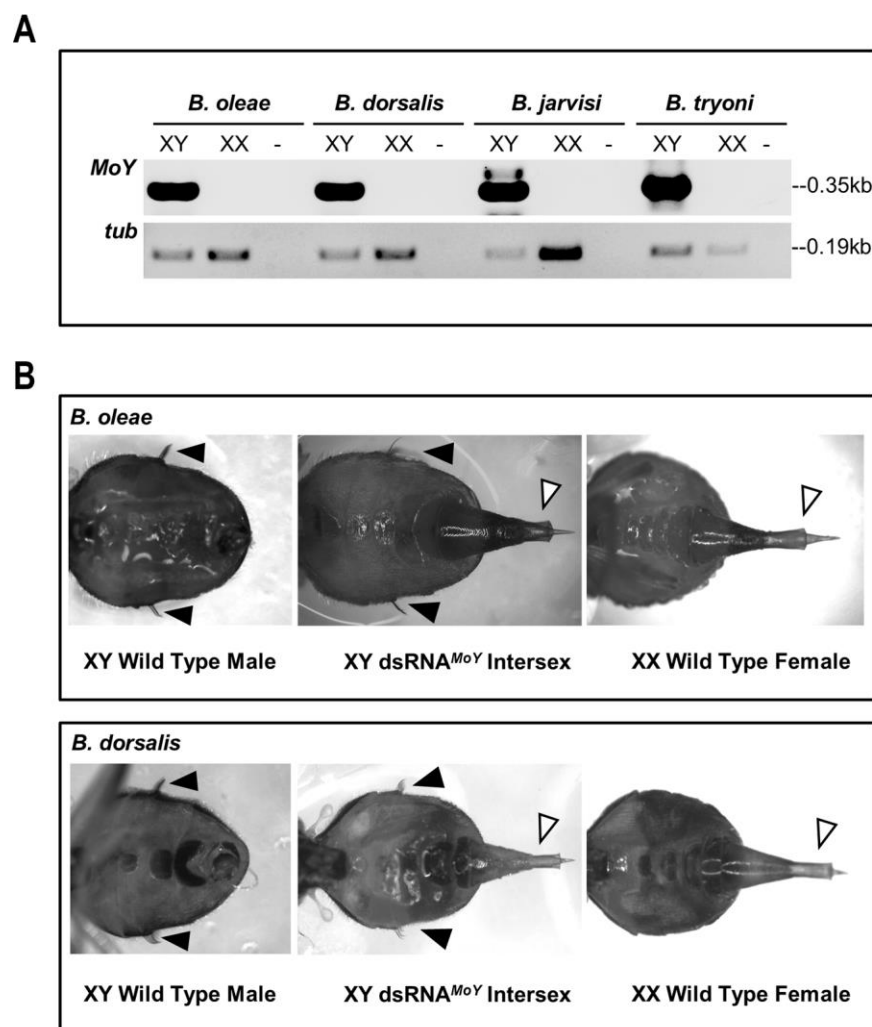 A
B. oleae B. dorsalis B. jarvisi B. tryoni
XY XX - XY XX - XY XX - XY XX -
MoY --0.35kb
tub --0.19kb
B
B. oleae
XY Wild Type Male XY dsRNA^MoY Intersex XX Wild Type Female
B. dorsalis
XY Wild Type Male XY dsRNA^MoY Intersex XX Wild Type Female